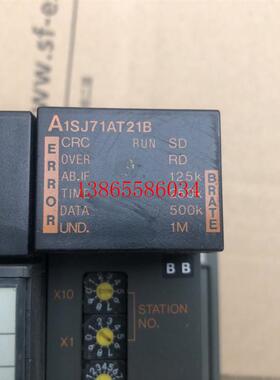 www.sf-e
A1SJ71AT21B
ERROR
CRC RUN SD
OVER RD
AB.IF 125k
TIME 250k
DATA 500k
UND. 1M
BRATE
13865586034
B B
X10
STATION
NO.
X1